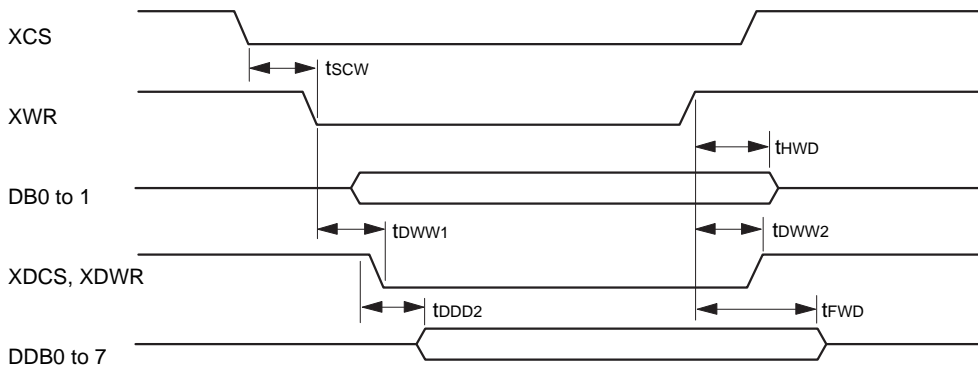 XCS
tSCW
XWR
tHWD
DB0 to 1
tDWW1
tDWW2
XDCS, XDWR
tDDD2
tFWD
DDB0 to 7